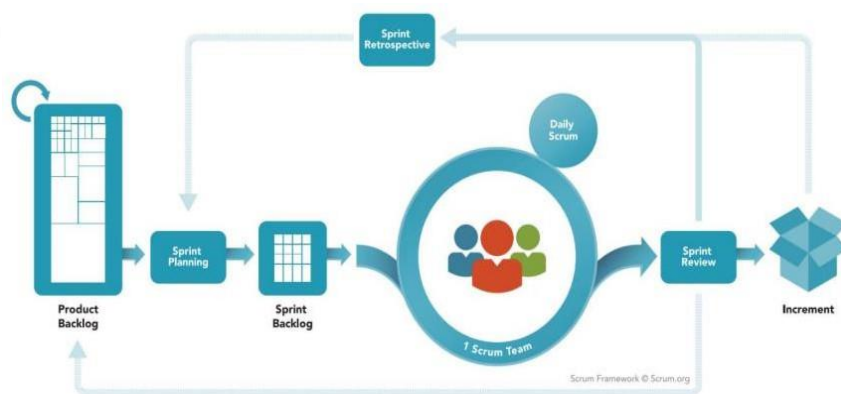 Sprint
Retrospective
Daily
Scrum
Sprint
Planning
Sprint
Review
Product
Backlog
Sprint
Backlog
1 Scrum Team
Increment
Scrum Framework © Scrum.org